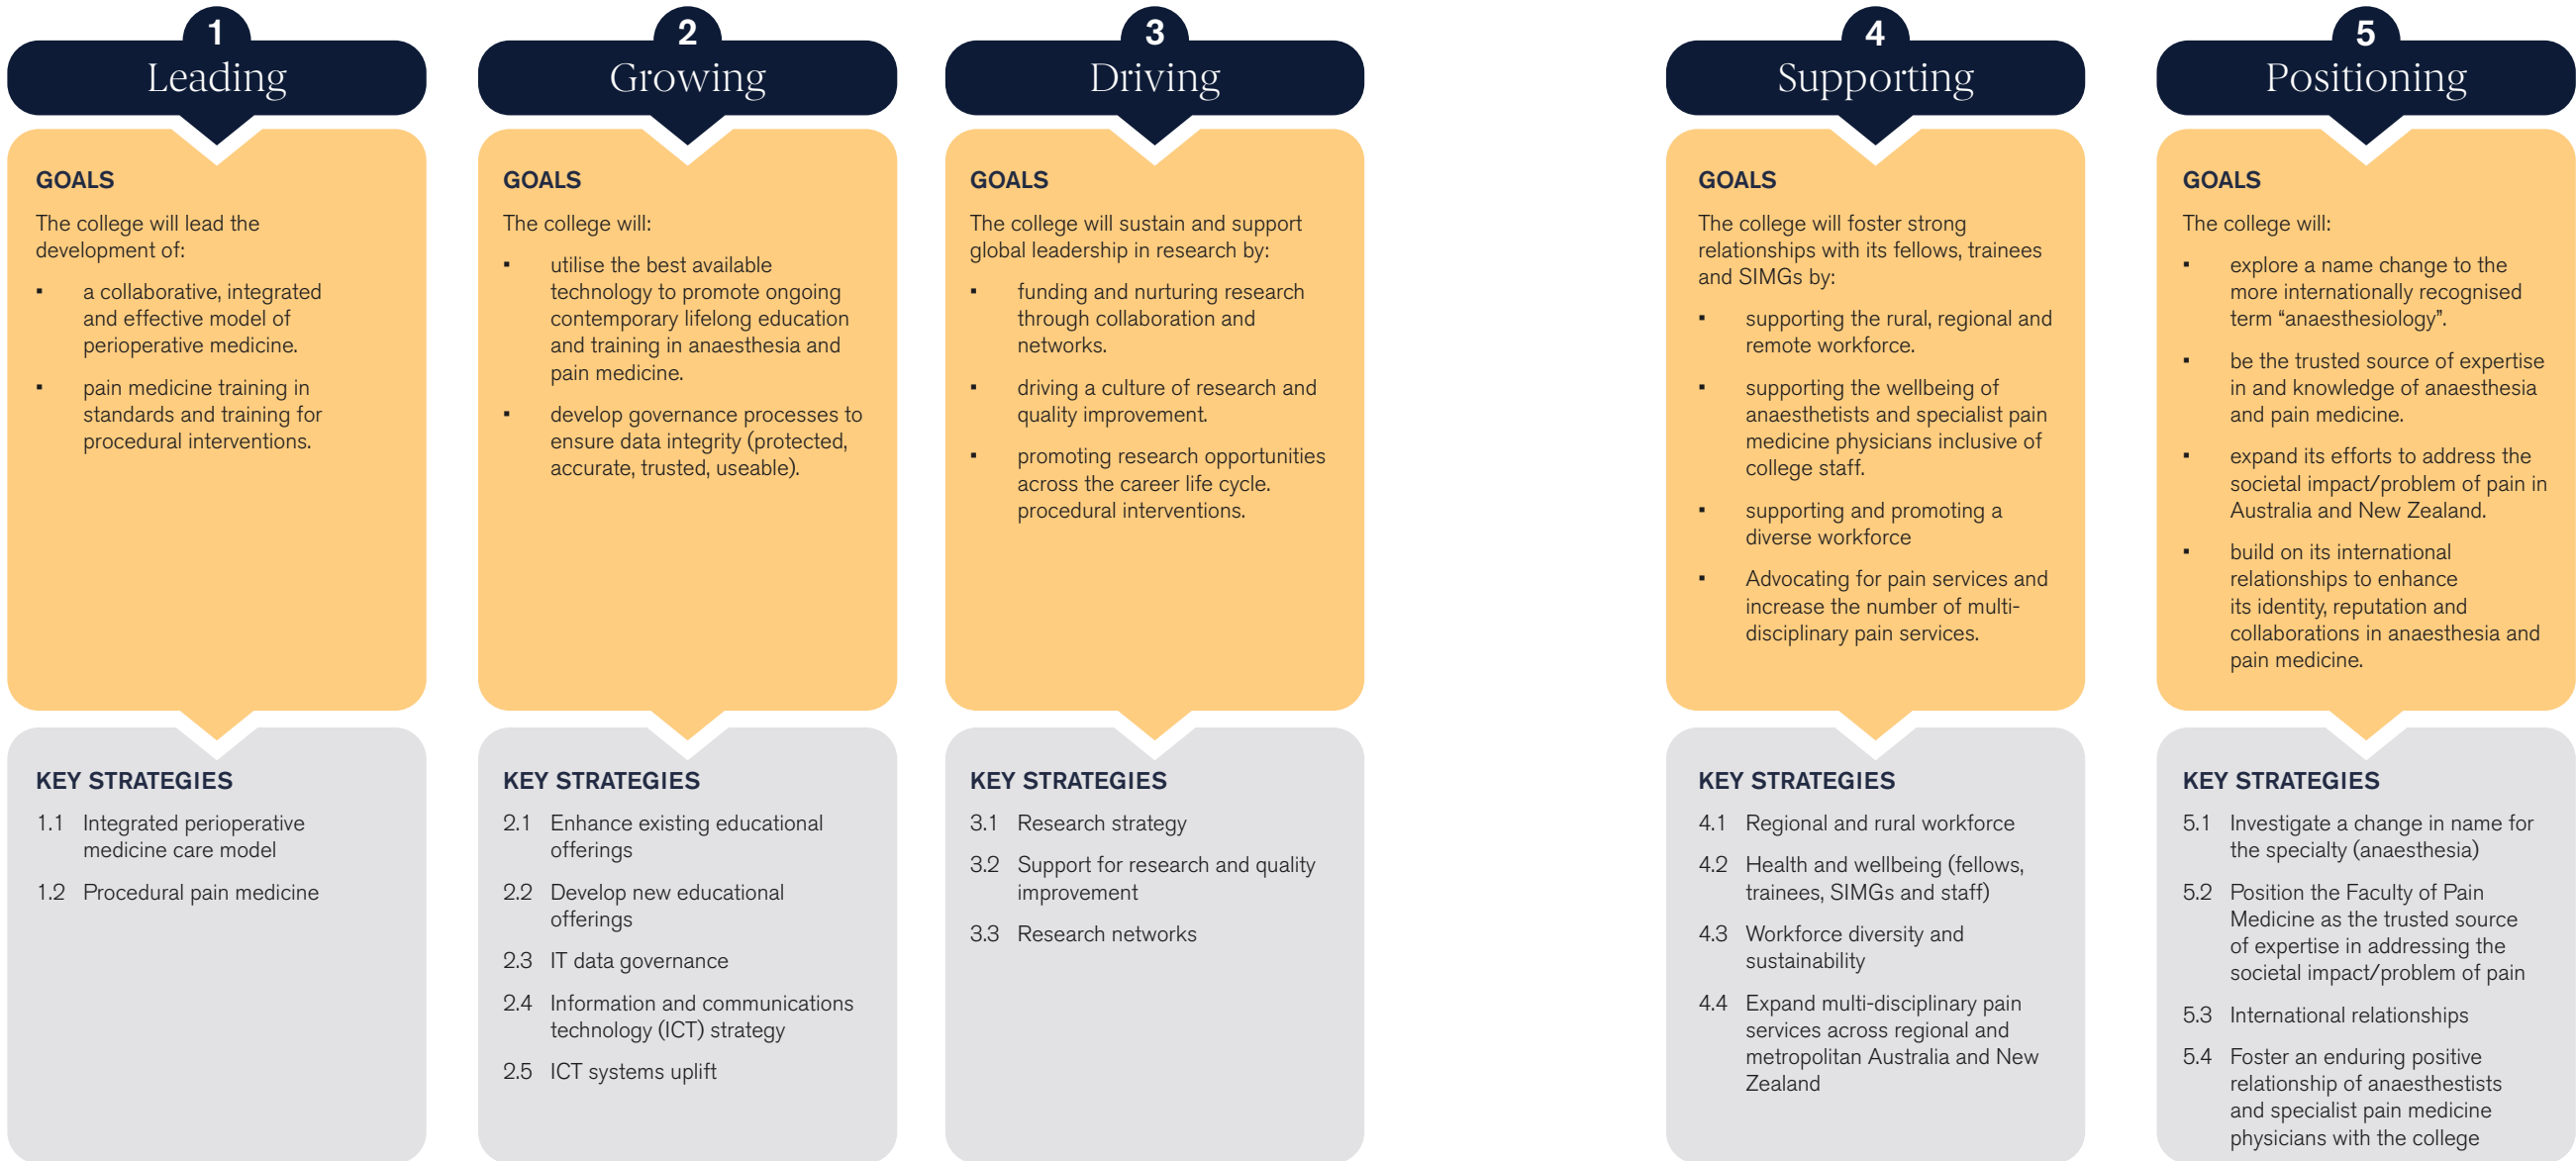 1
Leading
GOALS
The college will lead the
development of:
▪ a collaborative, integrated
and effective model of
perioperative medicine.
▪ pain medicine training in
standards and training for
procedural interventions.
KEY STRATEGIES
1.1 Integrated perioperative
medicine care model
1.2 Procedural pain medicine
2
Growing
GOALS
The college will:
▪ utilise the best available
technology to promote ongoing
contemporary lifelong education
and training in anaesthesia and
pain medicine.
▪ develop governance processes to
ensure data integrity (protected,
accurate, trusted, useable).
KEY STRATEGIES
2.1 Enhance existing educational
offerings
2.2 Develop new educational
offerings
2.3 IT data governance
2.4 Information and communications
technology (ICT) strategy
2.5 ICT systems uplift
3
Driving
GOALS
The college will sustain and support
global leadership in research by:
▪ funding and nurturing research
through collaboration and
networks.
▪ driving a culture of research and
quality improvement.
▪ promoting research opportunities
across the career life cycle.
procedural interventions.
KEY STRATEGIES
3.1 Research strategy
3.2 Support for research and quality
improvement
3.3 Research networks
4
Supporting
GOALS
The college will foster strong
relationships with its fellows, trainees
and SIMGs by:
▪ supporting the rural, regional and
remote workforce.
▪ supporting the wellbeing of
anaesthetists and specialist pain
medicine physicians inclusive of
college staff.
▪ supporting and promoting a
diverse workforce
▪ Advocating for pain services and
increase the number of multi-
disciplinary pain services.
KEY STRATEGIES
4.1 Regional and rural workforce
4.2 Health and wellbeing (fellows,
trainees, SIMGs and staff)
4.3 Workforce diversity and
sustainability
4.4 Expand multi-disciplinary pain
services across regional and
metropolitan Australia and New
Zealand
5
Positioning
GOALS
The college will:
▪ explore a name change to the
more internationally recognised
term “anaesthesiology”.
▪ be the trusted source of expertise
in and knowledge of anaesthesia
and pain medicine.
▪ expand its efforts to address the
societal impact/problem of pain in
Australia and New Zealand.
▪ build on its international
relationships to enhance
its identity, reputation and
collaborations in anaesthesia and
pain medicine.
KEY STRATEGIES
5.1 Investigate a change in name for
the specialty (anaesthesia)
5.2 Position the Faculty of Pain
Medicine as the trusted source
of expertise in addressing the
societal impact/problem of pain
5.3 International relationships
5.4 Foster an enduring positive
relationship of anaesthestists
and specialist pain medicine
physicians with the college